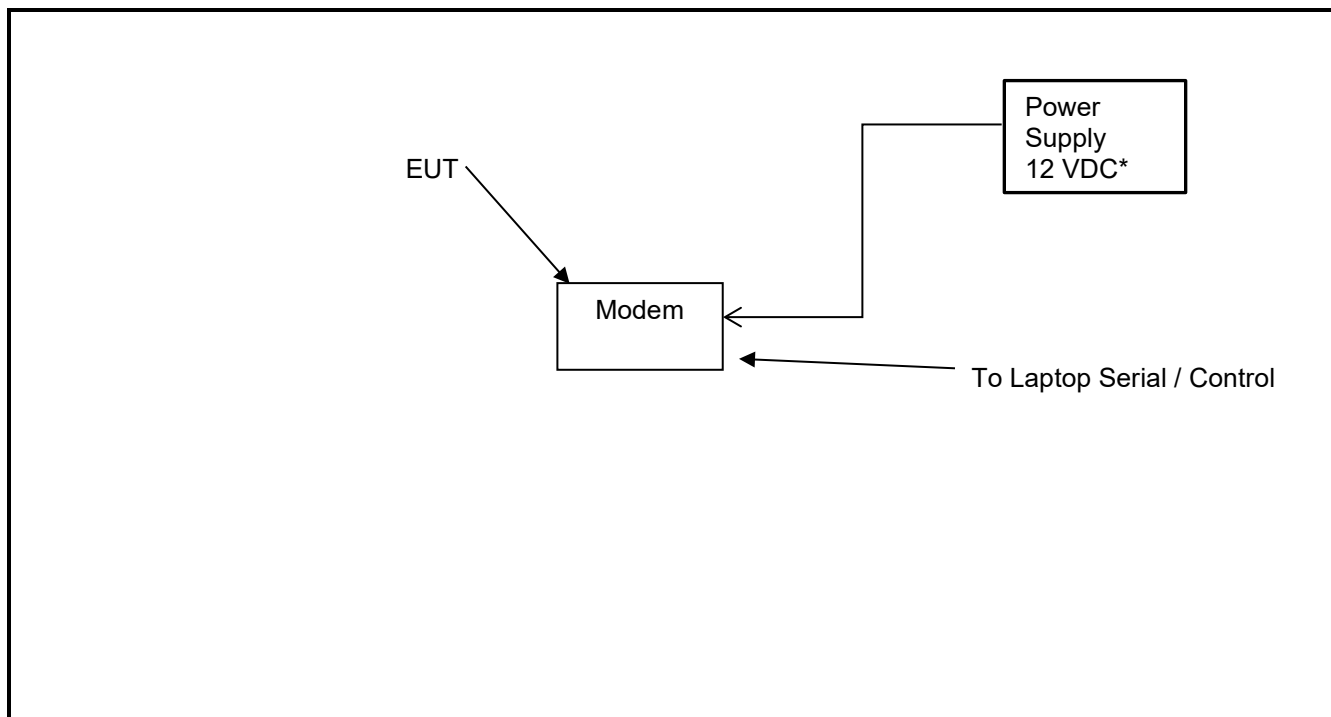 Power
Supply
12 VDC*
EUT
Modem
To Laptop Serial / Control